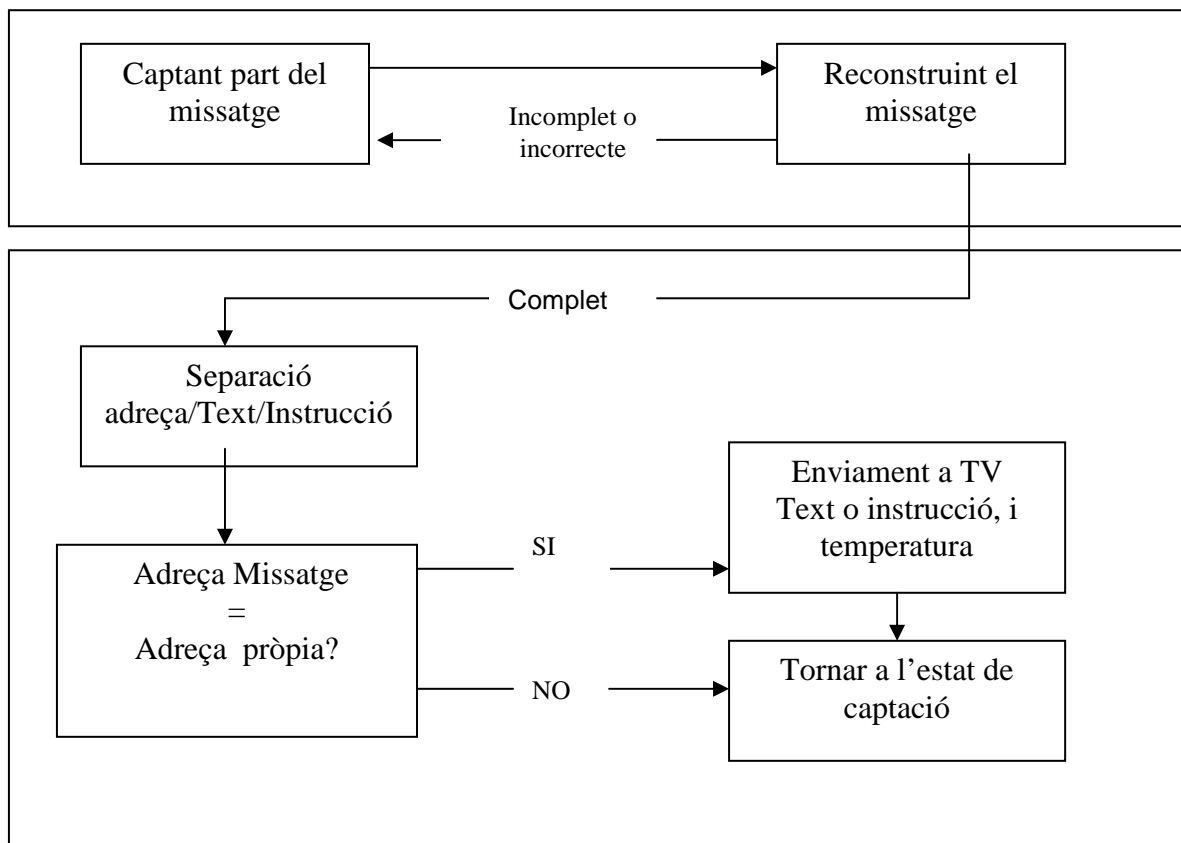 Captant part del
missatge
Reconstruint el
missatge
Incomplet o
incorrecte
Complet
Separació
adreça/Text/Instrucció
Enviament a TV
Text o instrucció, i
temperatura
Adreça Missatge
=
Adreça pròpia?
SI
NO
Tornar a l’estat de
captació